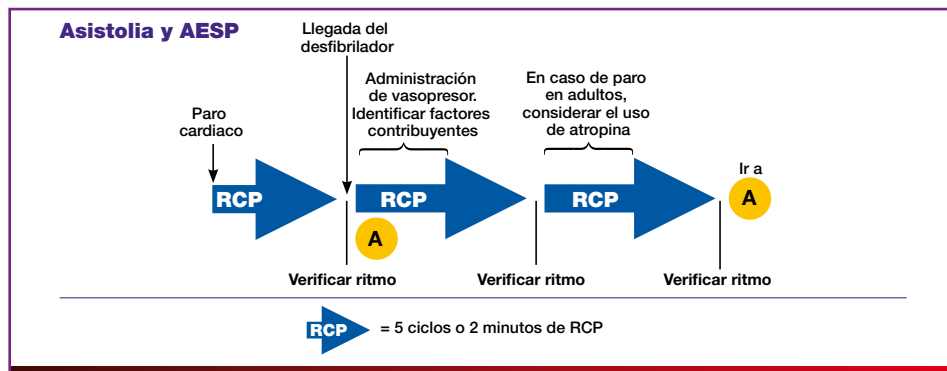 Asistolia y AESP
Llegada del
desfibrilador
Paro
cardiaco
Administración
de vasopresor.
Identificar factores
contribuyentes
En caso de paro
en adultos,
considerar el uso
de atropina
Ir a
A
RCP
RCP
RCP
A
Verificar ritmo
Verificar ritmo
Verificar ritmo
RCP = 5 ciclos o 2 minutos de RCP